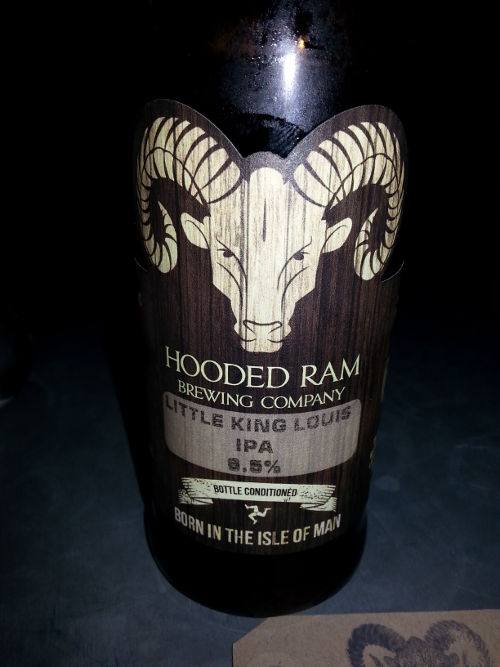 HOODED RAM
BREWING COMPANY
LITTLE KING LOUIS
IPA
6.5%
BOTTLE CONDITIONED
BORN IN THE ISLE OF MAN